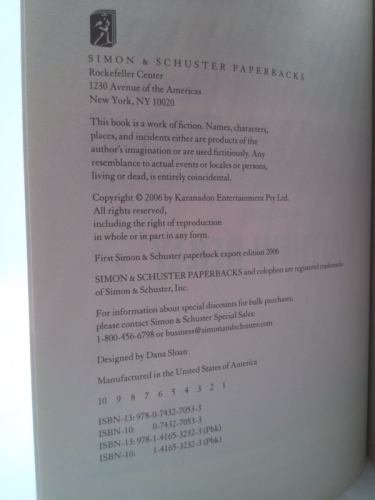 SIMON & SCHUSTER PAPERBACKS
Rockefeller Center
1230 Avenue of the Americas
New York, NY 10020
This book is a work of fiction. Names, characters,
places, and incidents either are products of the
author's imagination or are used fictitiously. Any
resemblance to actual events or locales or persons,
living or dead, is entirely coincidental.
Copyright © 2006 by Karanadon Entertainment Pty Ltd.
All rights reserved,
including the right of reproduction
in whole or in part in any form.
First Simon & Schuster paperback export edition 2006
SIMON & SCHUSTER PAPERBACKS and colophon are registered trademarks
of Simon & Schuster, Inc.
For information about special discounts for bulk purchases,
please contact Simon & Schuster Special Sales:
1-800-456-6798 or business@simonandschuster.com
Designed by Dana Sloan
Manufactured in the United States of America
10 9 8 7 6 5 4 3 2 1
ISBN-13: 978-0-7432-7053-3
ISBN-10: 0-7432-7053-3
ISBN-13: 978-1-4165-3232-3 (Pbk)
ISBN-10: 1-4165-3232-3 (Pbk)